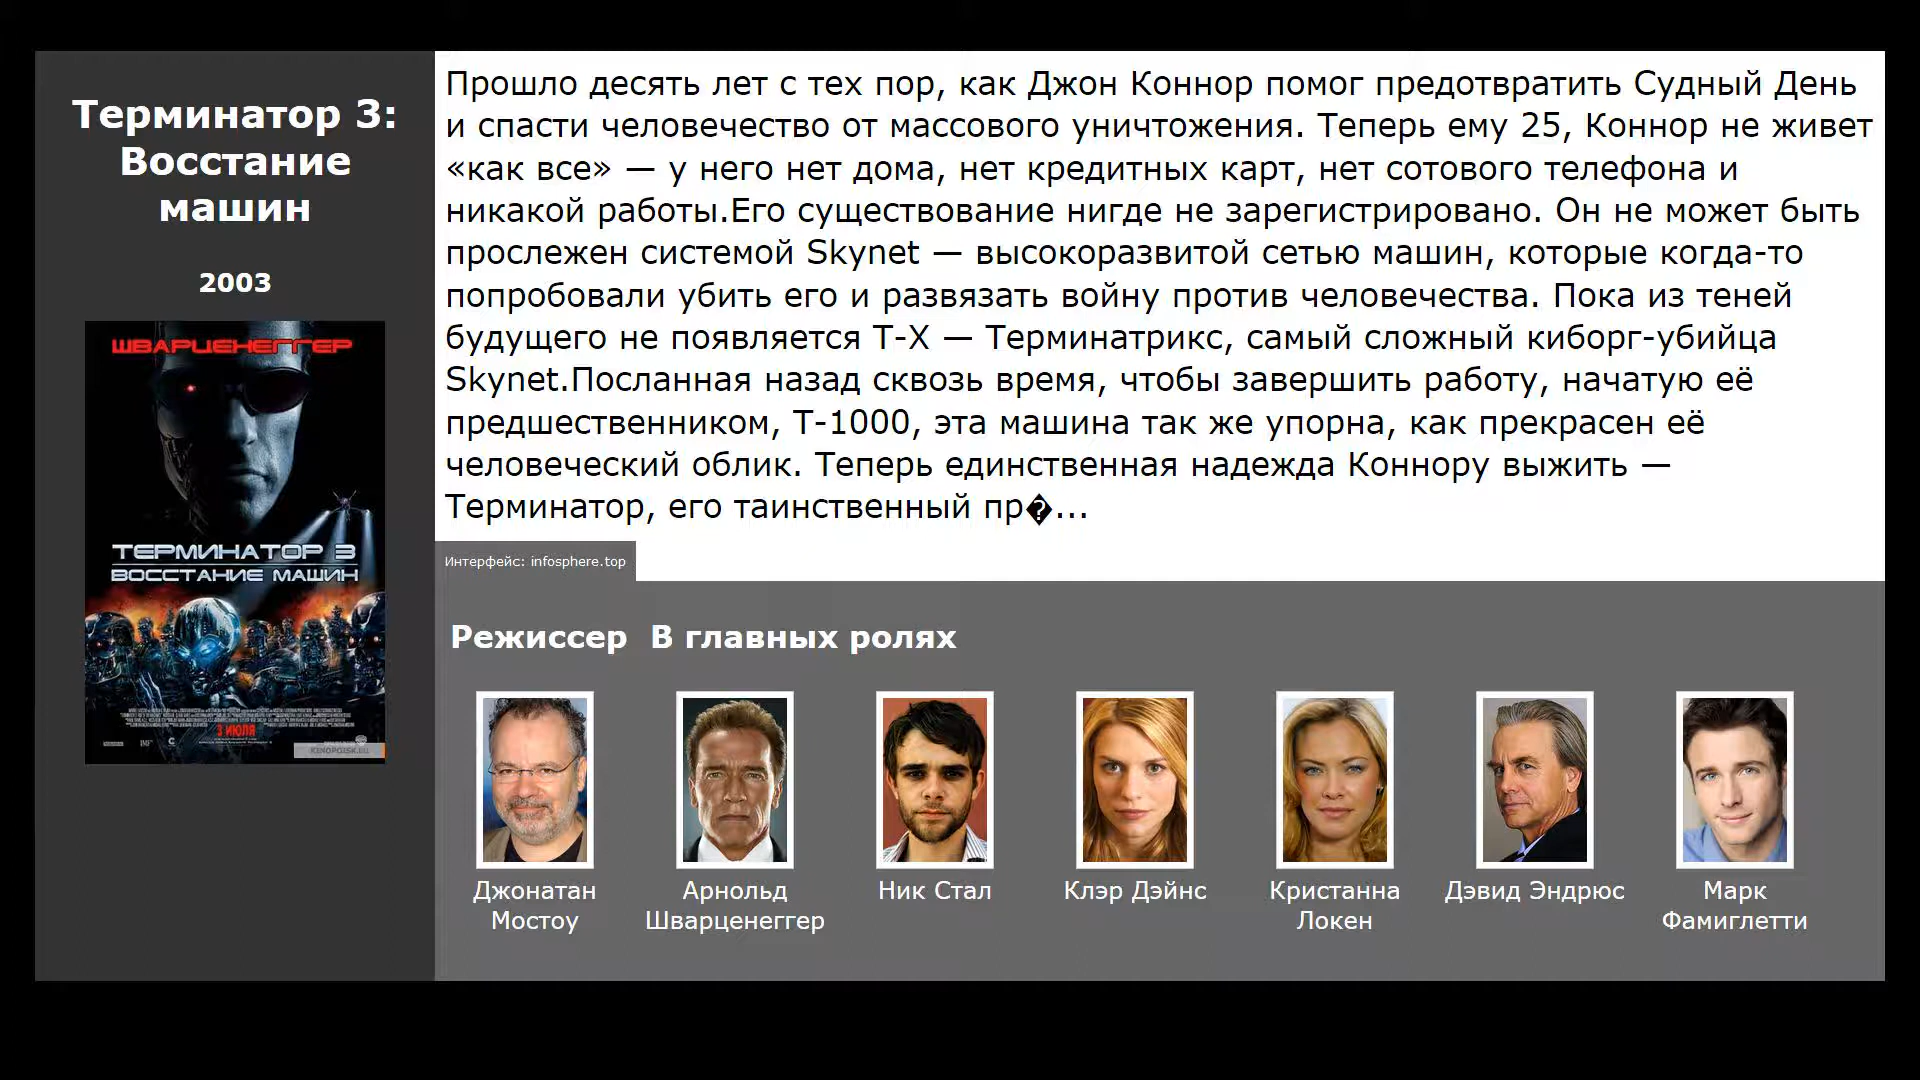 Терминатор 3:
Восстание
машин
2003
ШВАРЦЕНЕГГЕР
ТЕРМИНАТОР 3
ВОССТАНИЕ МАШИН
3 ИЮЛЯ
KINOPOISK.RU
Прошло десять лет с тех пор, как Джон Коннор помог предотвратить Судный День
и спасти человечество от массового уничтожения. Теперь ему 25, Коннор не живет
«как все» — у него нет дома, нет кредитных карт, нет сотового телефона и
никакой работы.Его существование нигде не зарегистрировано. Он не может быть
прослежен системой Skynet — высокоразвитой сетью машин, которые когда-то
попробовали убить его и развязать войну против человечества. Пока из теней
будущего не появляется Т-Х — Терминатрикс, самый сложный киборг-убийца
Skynet.Посланная назад сквозь время, чтобы завершить работу, начатую её
предшественником, Т-1000, эта машина так же упорна, как прекрасен её
человеческий облик. Теперь единственная надежда Коннору выжить —
Терминатор, его таинственный пр�...
Интерфейс: infosphere.top
Режиссер В главных ролях
Джонатан
Мостоу
Арнольд
Шварценеггер
Ник Стал
Клэр Дэйнс
Кристанна
Локен
Дэвид Эндрюс
Марк
Фамиглетти